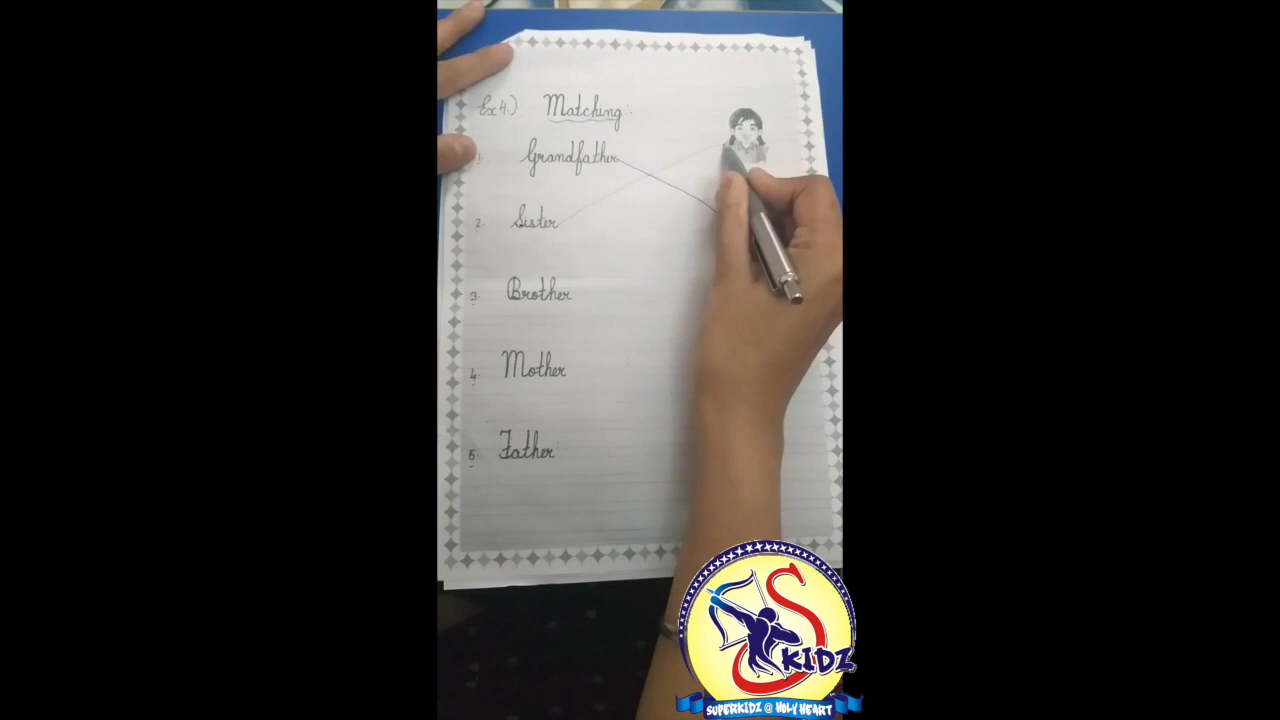 Ex 4.) Matching:
1. Grandfather
2. Sister
3. Brother
4. Mother
5. Father
S KIDZ
SUPERKIDZ @ HOLY HEART